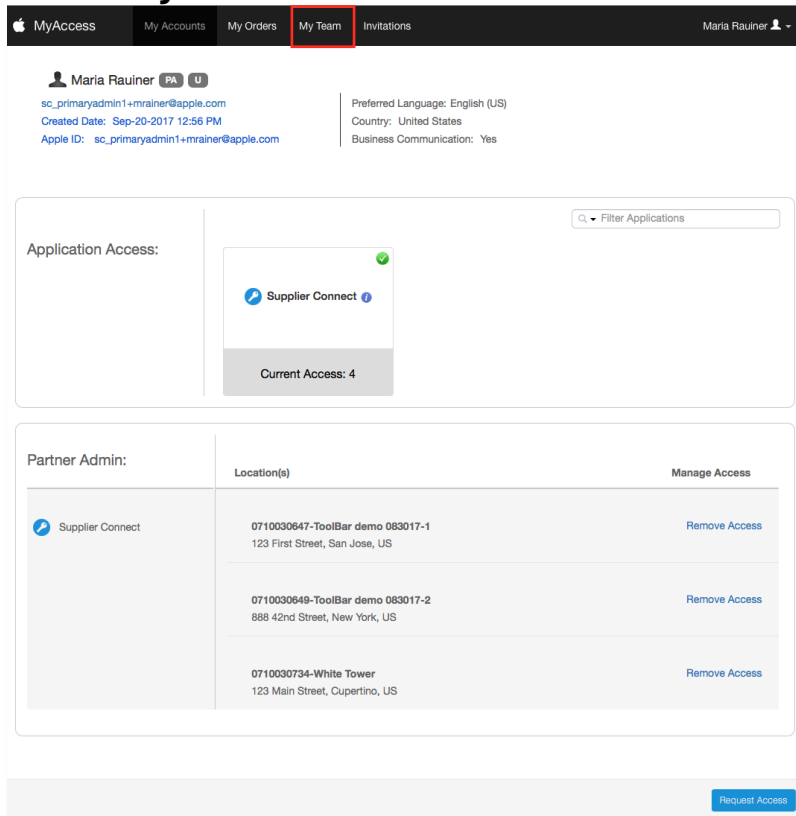 MyAccess My Accounts My Orders My Team Invitations Maria Rauiner
Maria Rauiner PA U
sc_primaryadmin1+mrainer@apple.com Preferred Language: English (US)
Created Date: Sep-20-2017 12:56 PM Country: United States
Apple ID: sc_primaryadmin1+mrainer@apple.com Business Communication: Yes
Filter Applications
Application Access:
Supplier Connect i
Current Access: 4
Partner Admin:
Location(s) Manage Access
Supplier Connect 0710030647-ToolBar demo 083017-1 Remove Access
123 First Street, San Jose, US
0710030649-ToolBar demo 083017-2 Remove Access
888 42nd Street, New York, US
0710030734-White Tower Remove Access
123 Main Street, Cupertino, US
Request Access